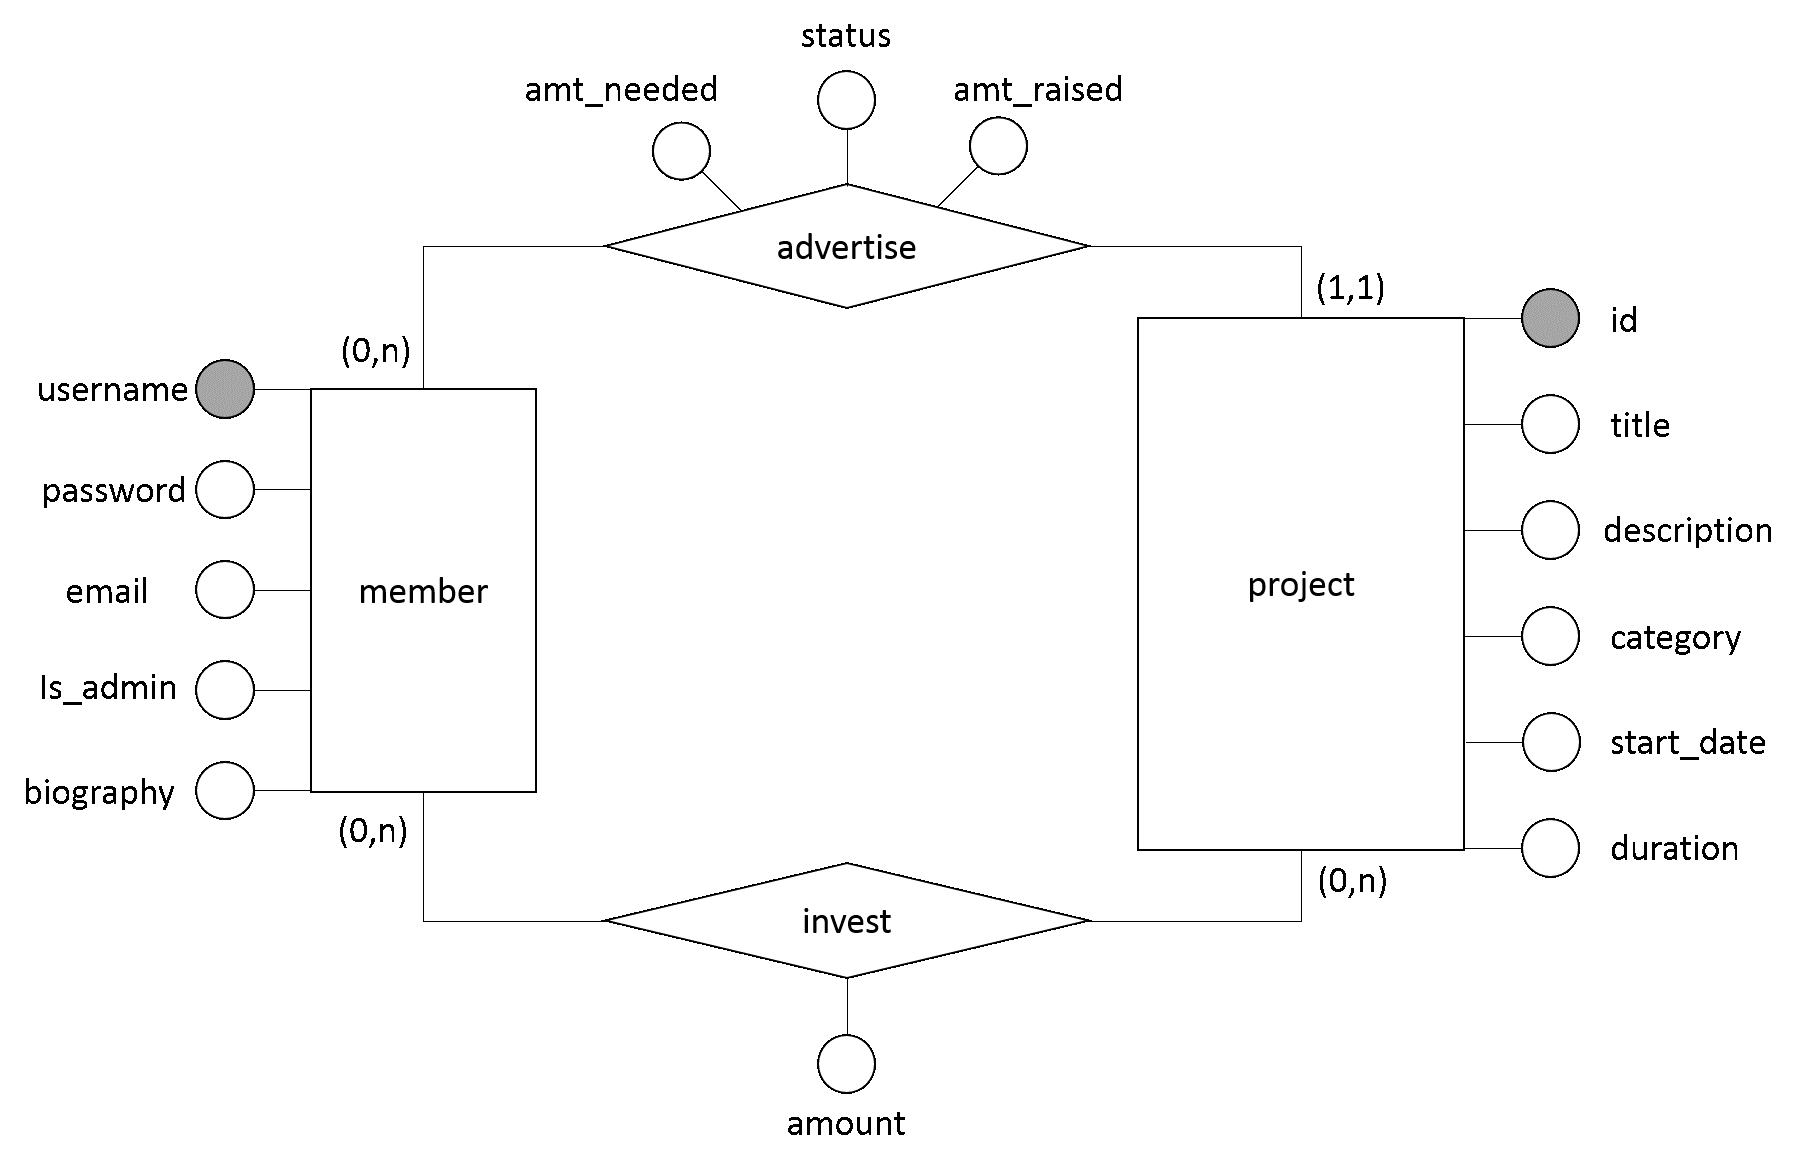 status
amt_needed
amt_raised
advertise
(1,1)
(0,n)
id
username
title
password
description
email
member
project
category
Is_admin
start_date
biography
(0,n)
duration
(0,n)
invest
amount